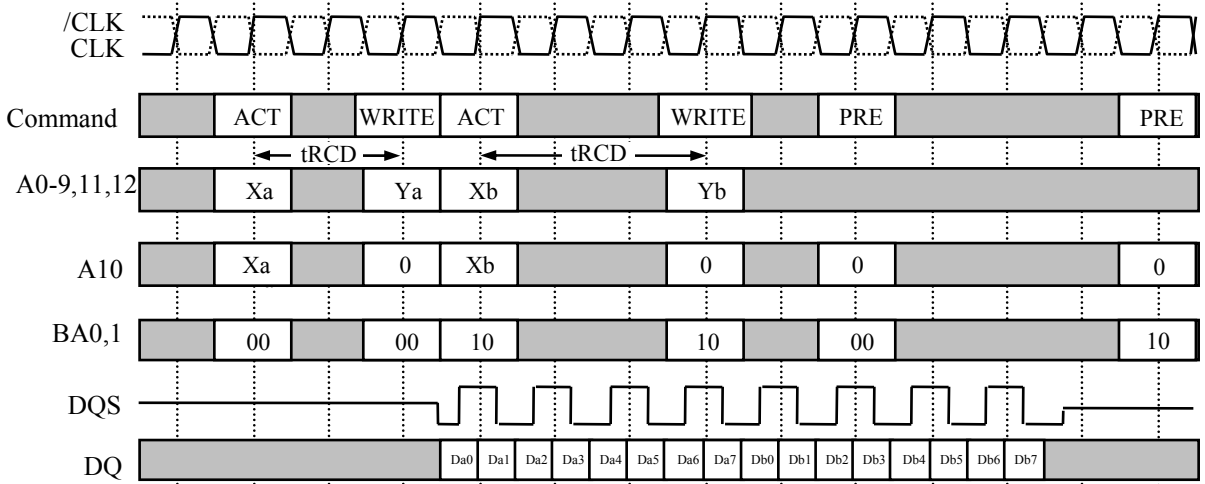 /CLK
CLK
Command ACT WRITE ACT WRITE PRE PRE
tRCD tRCD
A0-9,11,12 Xa Ya Xb Yb
A10 Xa 0 Xb 0 0 0
BA0,1 00 00 10 10 00 10
DQS
DQ Da0 Da1 Da2 Da3 Da4 Da5 Da6 Da7 Db0 Db1 Db2 Db3 Db4 Db5 Db6 Db7